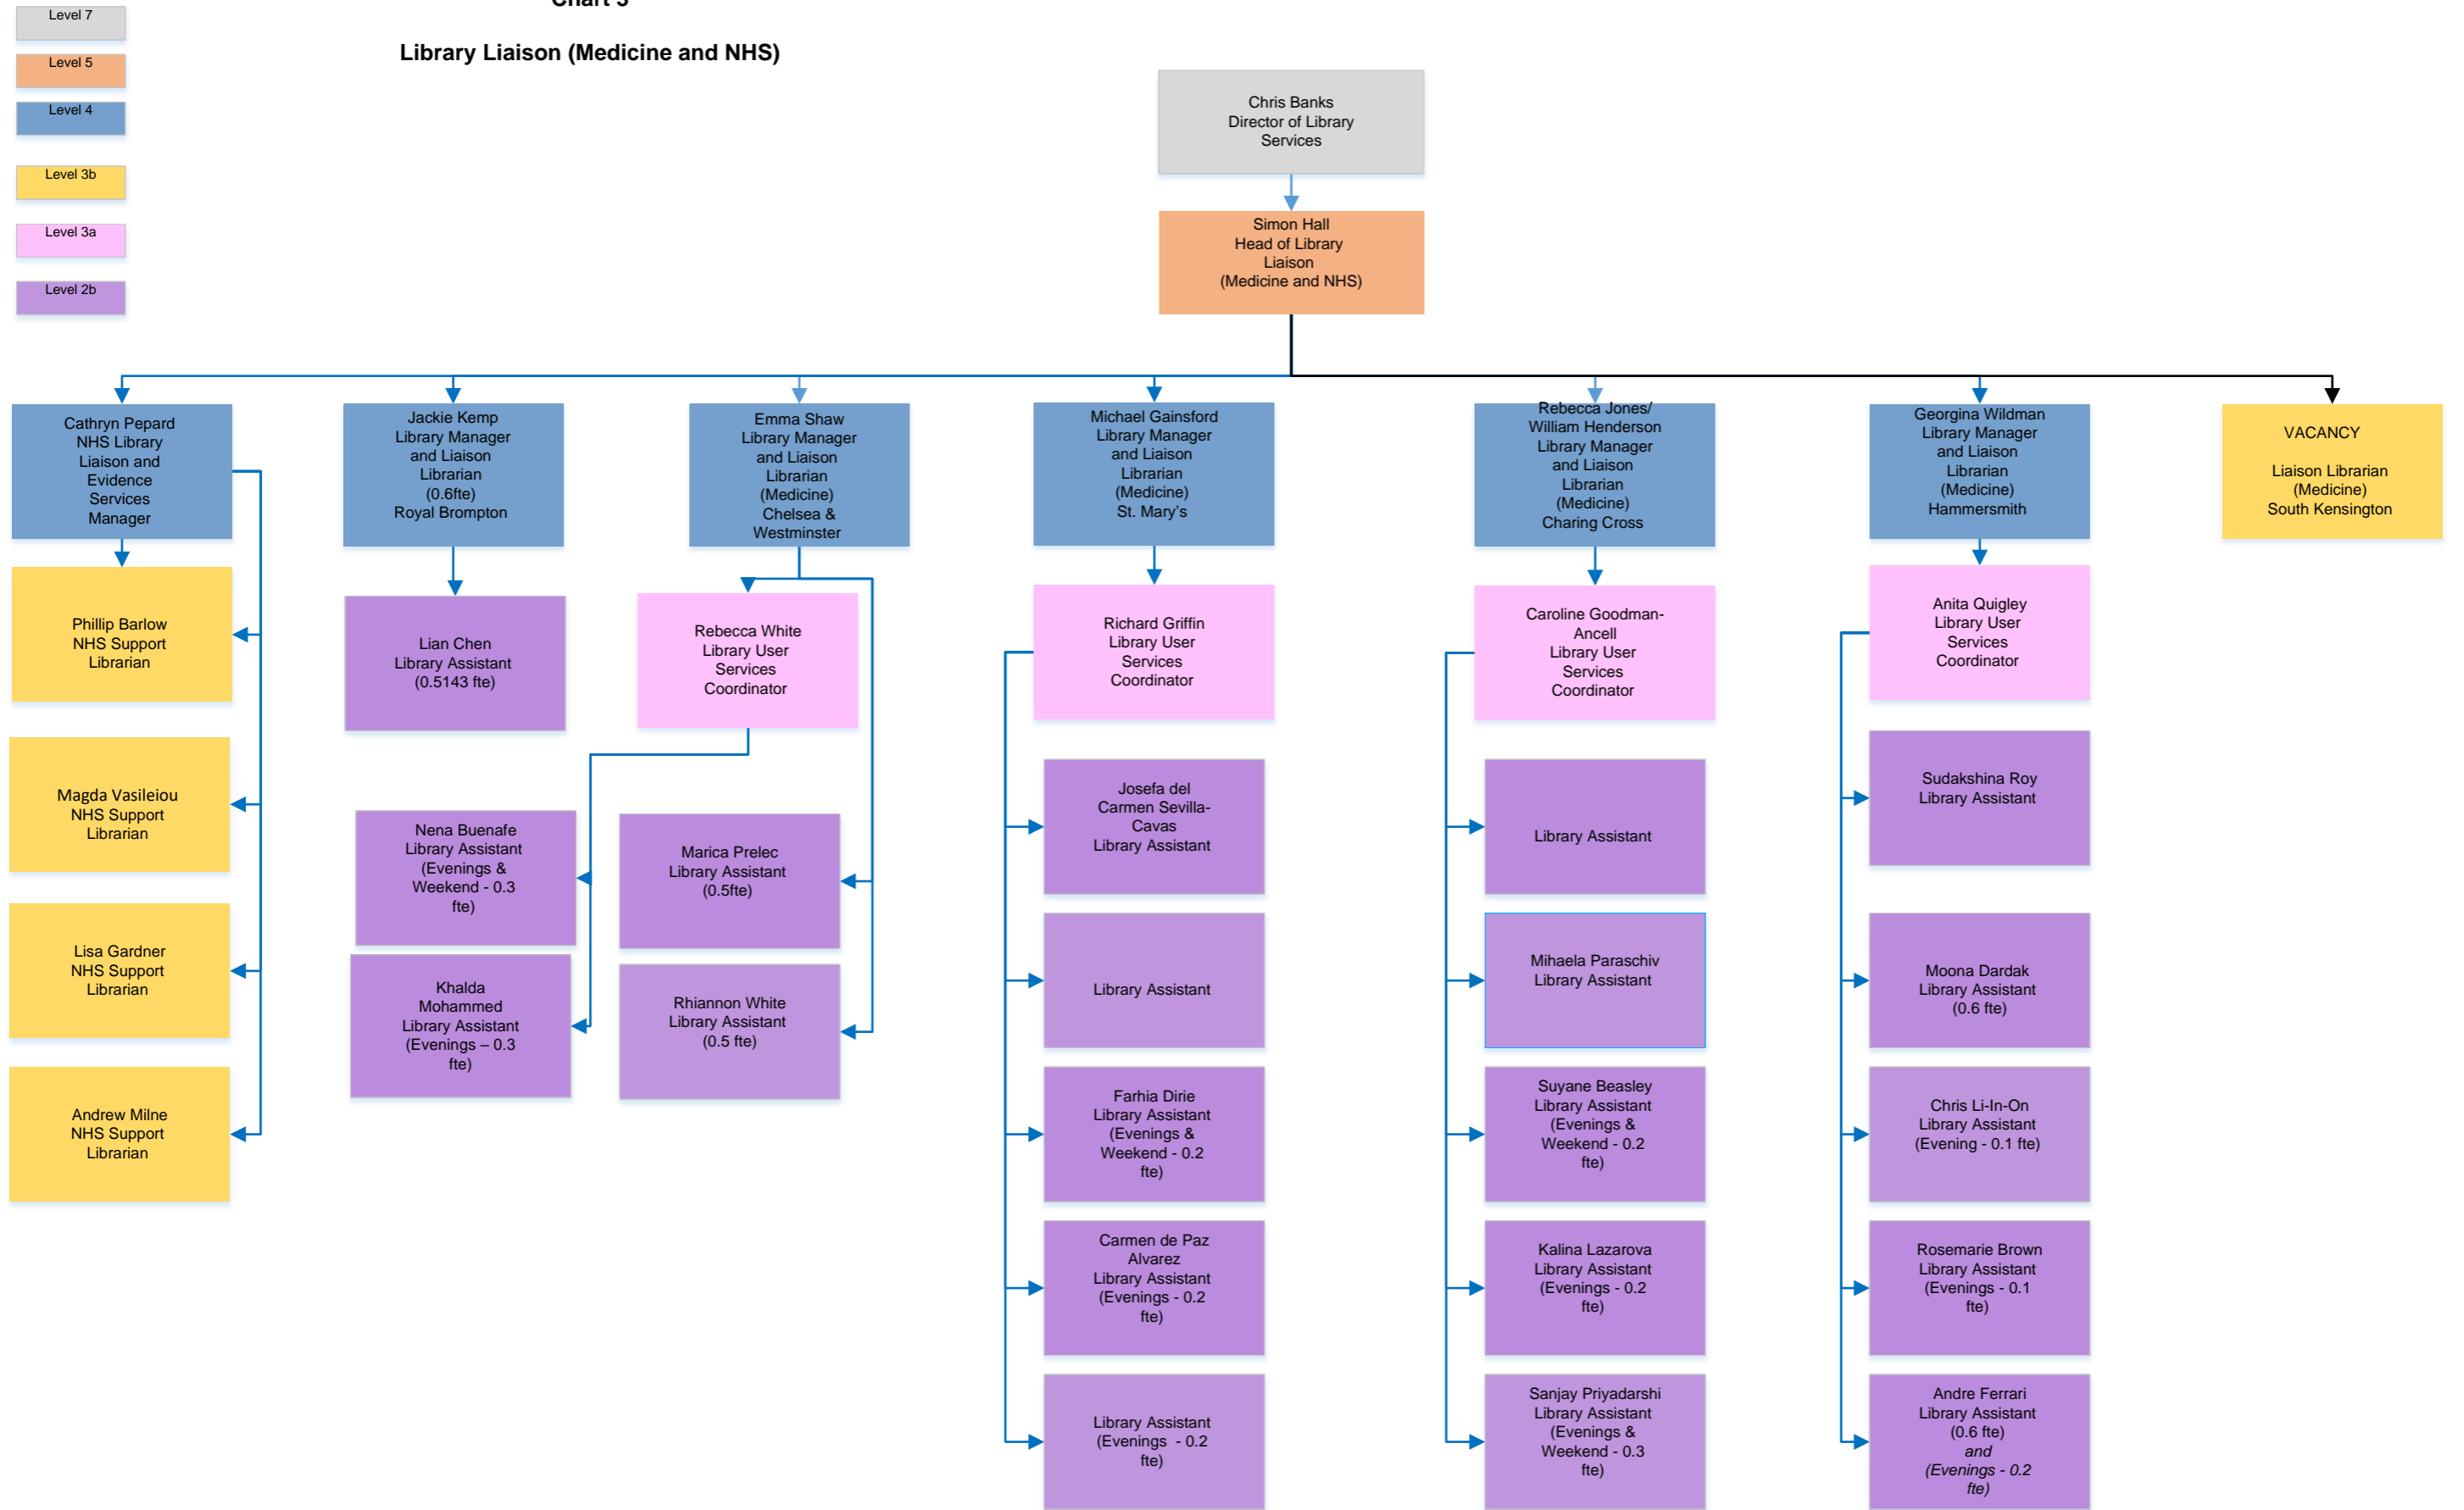 Chart 3
Library Liaison (Medicine and NHS)
Level 7
Level 5
Level 4
Level 3b
Level 3a
Level 2b
Chris Banks
Director of Library
Services
Simon Hall
Head of Library
Liaison
(Medicine and NHS)
Cathryn Pepard
NHS Library
Liaison and
Evidence
Services
Manager
Jackie Kemp
Library Manager
and Liaison
Librarian
(0.6fte)
Royal Brompton
Emma Shaw
Library Manager
and Liaison
Librarian
(Medicine)
Chelsea &
Westminster
Michael Gainsford
Library Manager
and Liaison
Librarian
(Medicine)
St. Mary’s
Rebecca Jones/
William Henderson
Library Manager
and Liaison
Librarian
(Medicine)
Charing Cross
Georgina Wildman
Library Manager
and Liaison
Librarian
(Medicine)
Hammersmith
VACANCY
Liaison Librarian
(Medicine)
South Kensington
Phillip Barlow
NHS Support
Librarian
Magda Vasileiou
NHS Support
Librarian
Lisa Gardner
NHS Support
Librarian
Andrew Milne
NHS Support
Librarian
Lian Chen
Library Assistant
(0.5143 fte)
Rebecca White
Library User
Services
Coordinator
Nena Buenafe
Library Assistant
(Evenings &
Weekend - 0.3
fte)
Khalda
Mohammed
Library Assistant
(Evenings – 0.3
fte)
Marica Prelec
Library Assistant
(0.5fte)
Rhiannon White
Library Assistant
(0.5 fte)
Richard Griffin
Library User
Services
Coordinator
Josefa del
Carmen Sevilla-
Cavas
Library Assistant
Library Assistant
Farhia Dirie
Library Assistant
(Evenings &
Weekend - 0.2
fte)
Carmen de Paz
Alvarez
Library Assistant
(Evenings - 0.2
fte)
Library Assistant
(Evenings - 0.2
fte)
Caroline Goodman-
Ancell
Library User
Services
Coordinator
Library Assistant
Mihaela Paraschiv
Library Assistant
Suyane Beasley
Library Assistant
(Evenings &
Weekend - 0.2
fte)
Kalina Lazarova
Library Assistant
(Evenings - 0.2
fte)
Sanjay Priyadarshi
Library Assistant
(Evenings &
Weekend - 0.3
fte)
Anita Quigley
Library User
Services
Coordinator
Sudakshina Roy
Library Assistant
Moona Dardak
Library Assistant
(0.6 fte)
Chris Li-In-On
Library Assistant
(Evening - 0.1 fte)
Rosemarie Brown
Library Assistant
(Evenings - 0.1
fte)
Andre Ferrari
Library Assistant
(0.6 fte)
and
(Evenings - 0.2
fte)